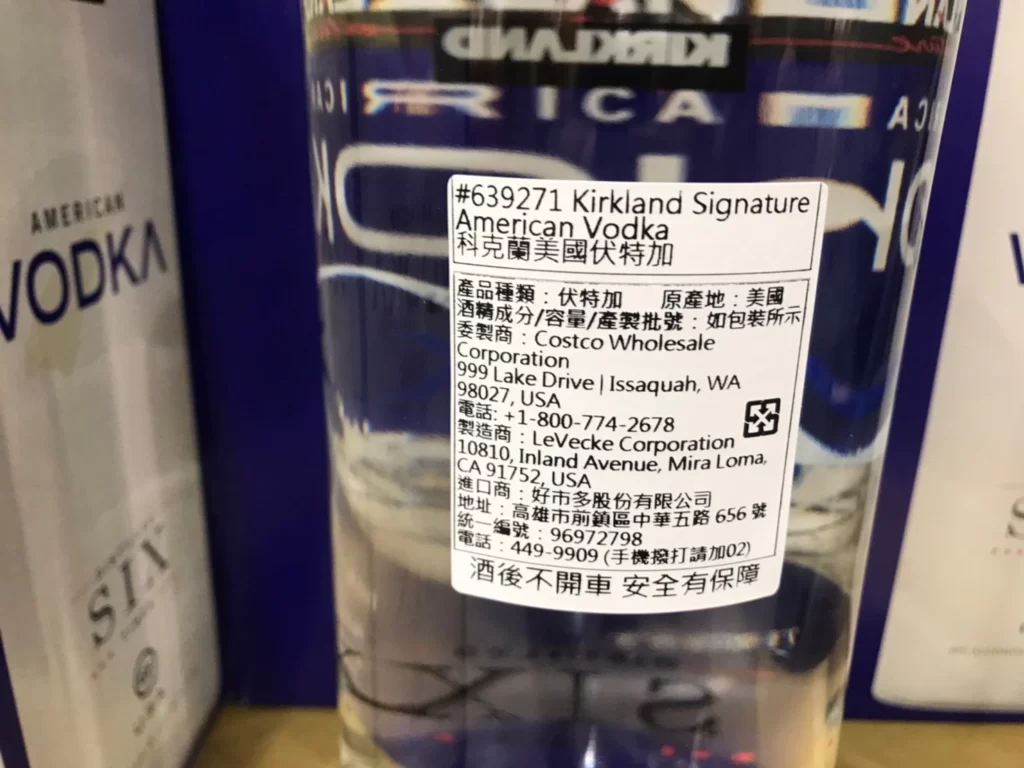 KIRKLAND
RICA
AMERICAN
VODKA
SIX
#639271 Kirkland Signature
American Vodka
科克蘭美國伏特加
產品種類：伏特加 原產地：美國
酒精成分/容量/產製批號：如包裝所示
委製商：Costco Wholesale
Corporation
999 Lake Drive | Issaquah, WA
98027, USA
電話: +1-800-774-2678
製造商：LeVecke Corporation
10810, Inland Avenue, Mira Loma,
CA 91752, USA
進口商：好市多股份有限公司
地址：高雄市前鎮區中華五路 656 號
統一編號：96972798
電話：449-9909 (手機撥打請加02)
酒後不開車 安全有保障
SIX